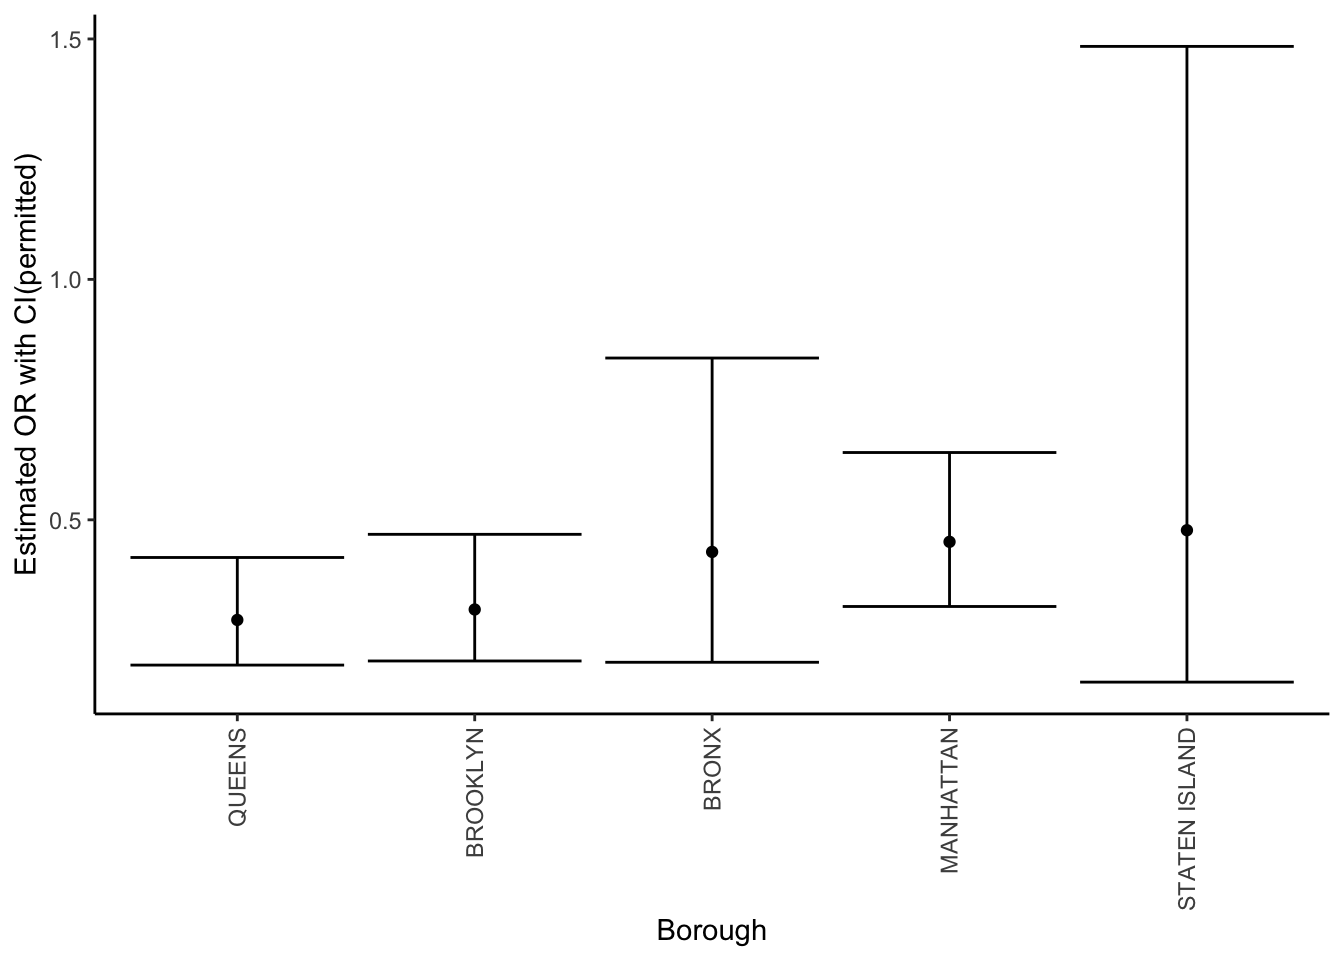 Estimated OR with CI(permitted)
1.5
1.0
0.5
QUEENS
BROOKLYN
BRONX
MANHATTAN
STATEN ISLAND
Borough